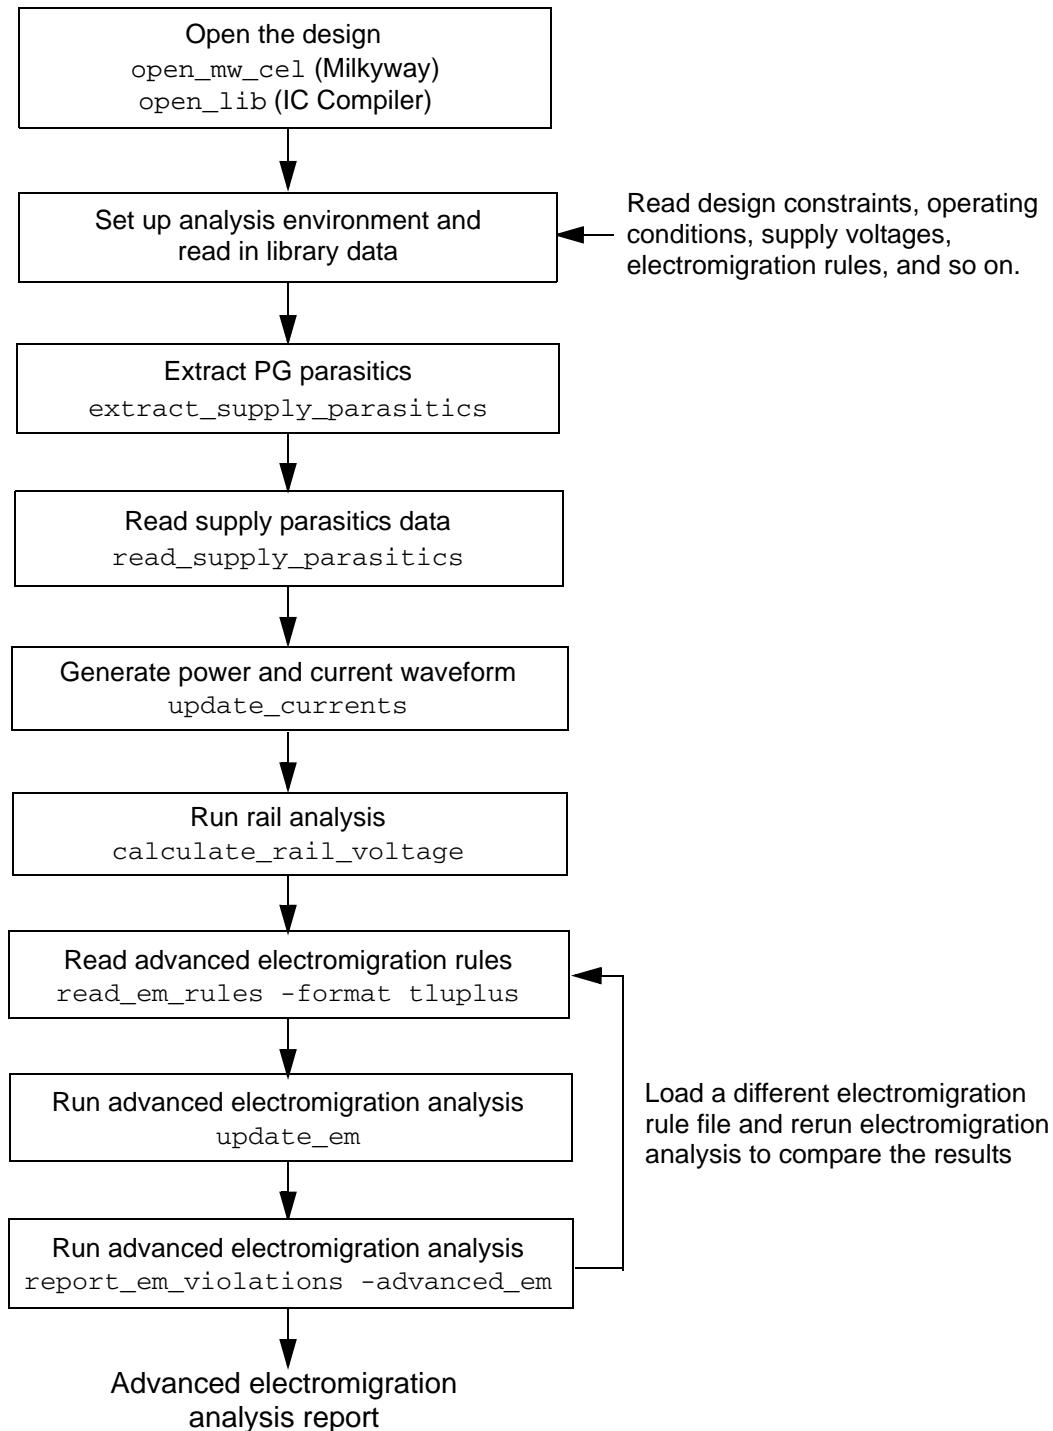 Open the design
open_mw_cel (Milkyway)
open_lib (IC Compiler)
Set up analysis environment and
read in library data
Read design constraints, operating
conditions, supply voltages,
electromigration rules, and so on.
Extract PG parasitics
extract_supply_parasitics
Read supply parasitics data
read_supply_parasitics
Generate power and current waveform
update_currents
Run rail analysis
calculate_rail_voltage
Read advanced electromigration rules
read_em_rules -format tluplus
Run advanced electromigration analysis
update_em
Load a different electromigration
rule file and rerun electromigration
analysis to compare the results
Run advanced electromigration analysis
report_em_violations -advanced_em
Advanced electromigration
analysis report